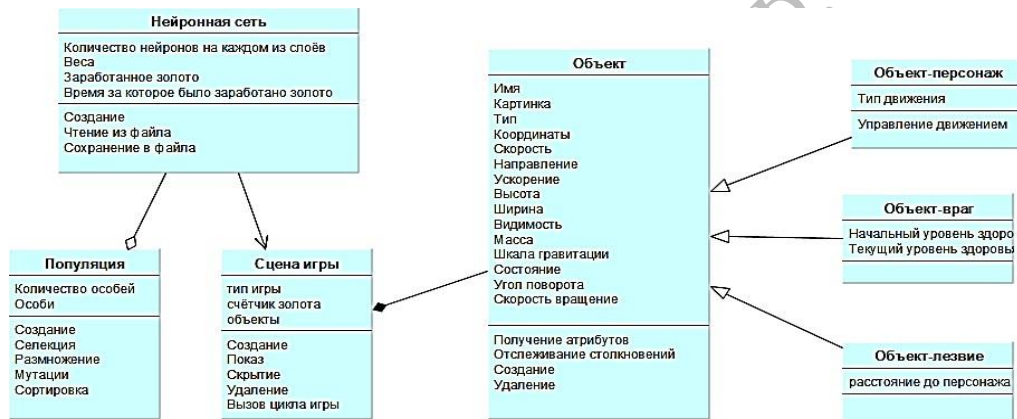 Нейронная сеть
Количество нейронов на каждом из слоёв
Веса
Заработанное золото
Время за которое было заработано золото
Создание
Чтение из файла
Сохранение в файла
Популяция
Количество особей
Особи
Создание
Селекция
Размножение
Мутации
Сортировка
Сцена игры
тип игры
счётчик золота
объекты
Создание
Показ
Скрытие
Удаление
Вызов цикла игры
Объект
Имя
Картинка
Тип
Координаты
Скорость
Направление
Ускорение
Высота
Ширина
Видимость
Масса
Шкала гравитации
Состояние
Угол поворота
Скорость вращение
Получение атрибутов
Отслеживание столкновений
Создание
Удаление
Объект-персонаж
Тип движения
Управление движением
Объект-враг
Начальный уровень здоро
Текущий уровень здоровь
Объект-лезвие
расстояние до персонажа